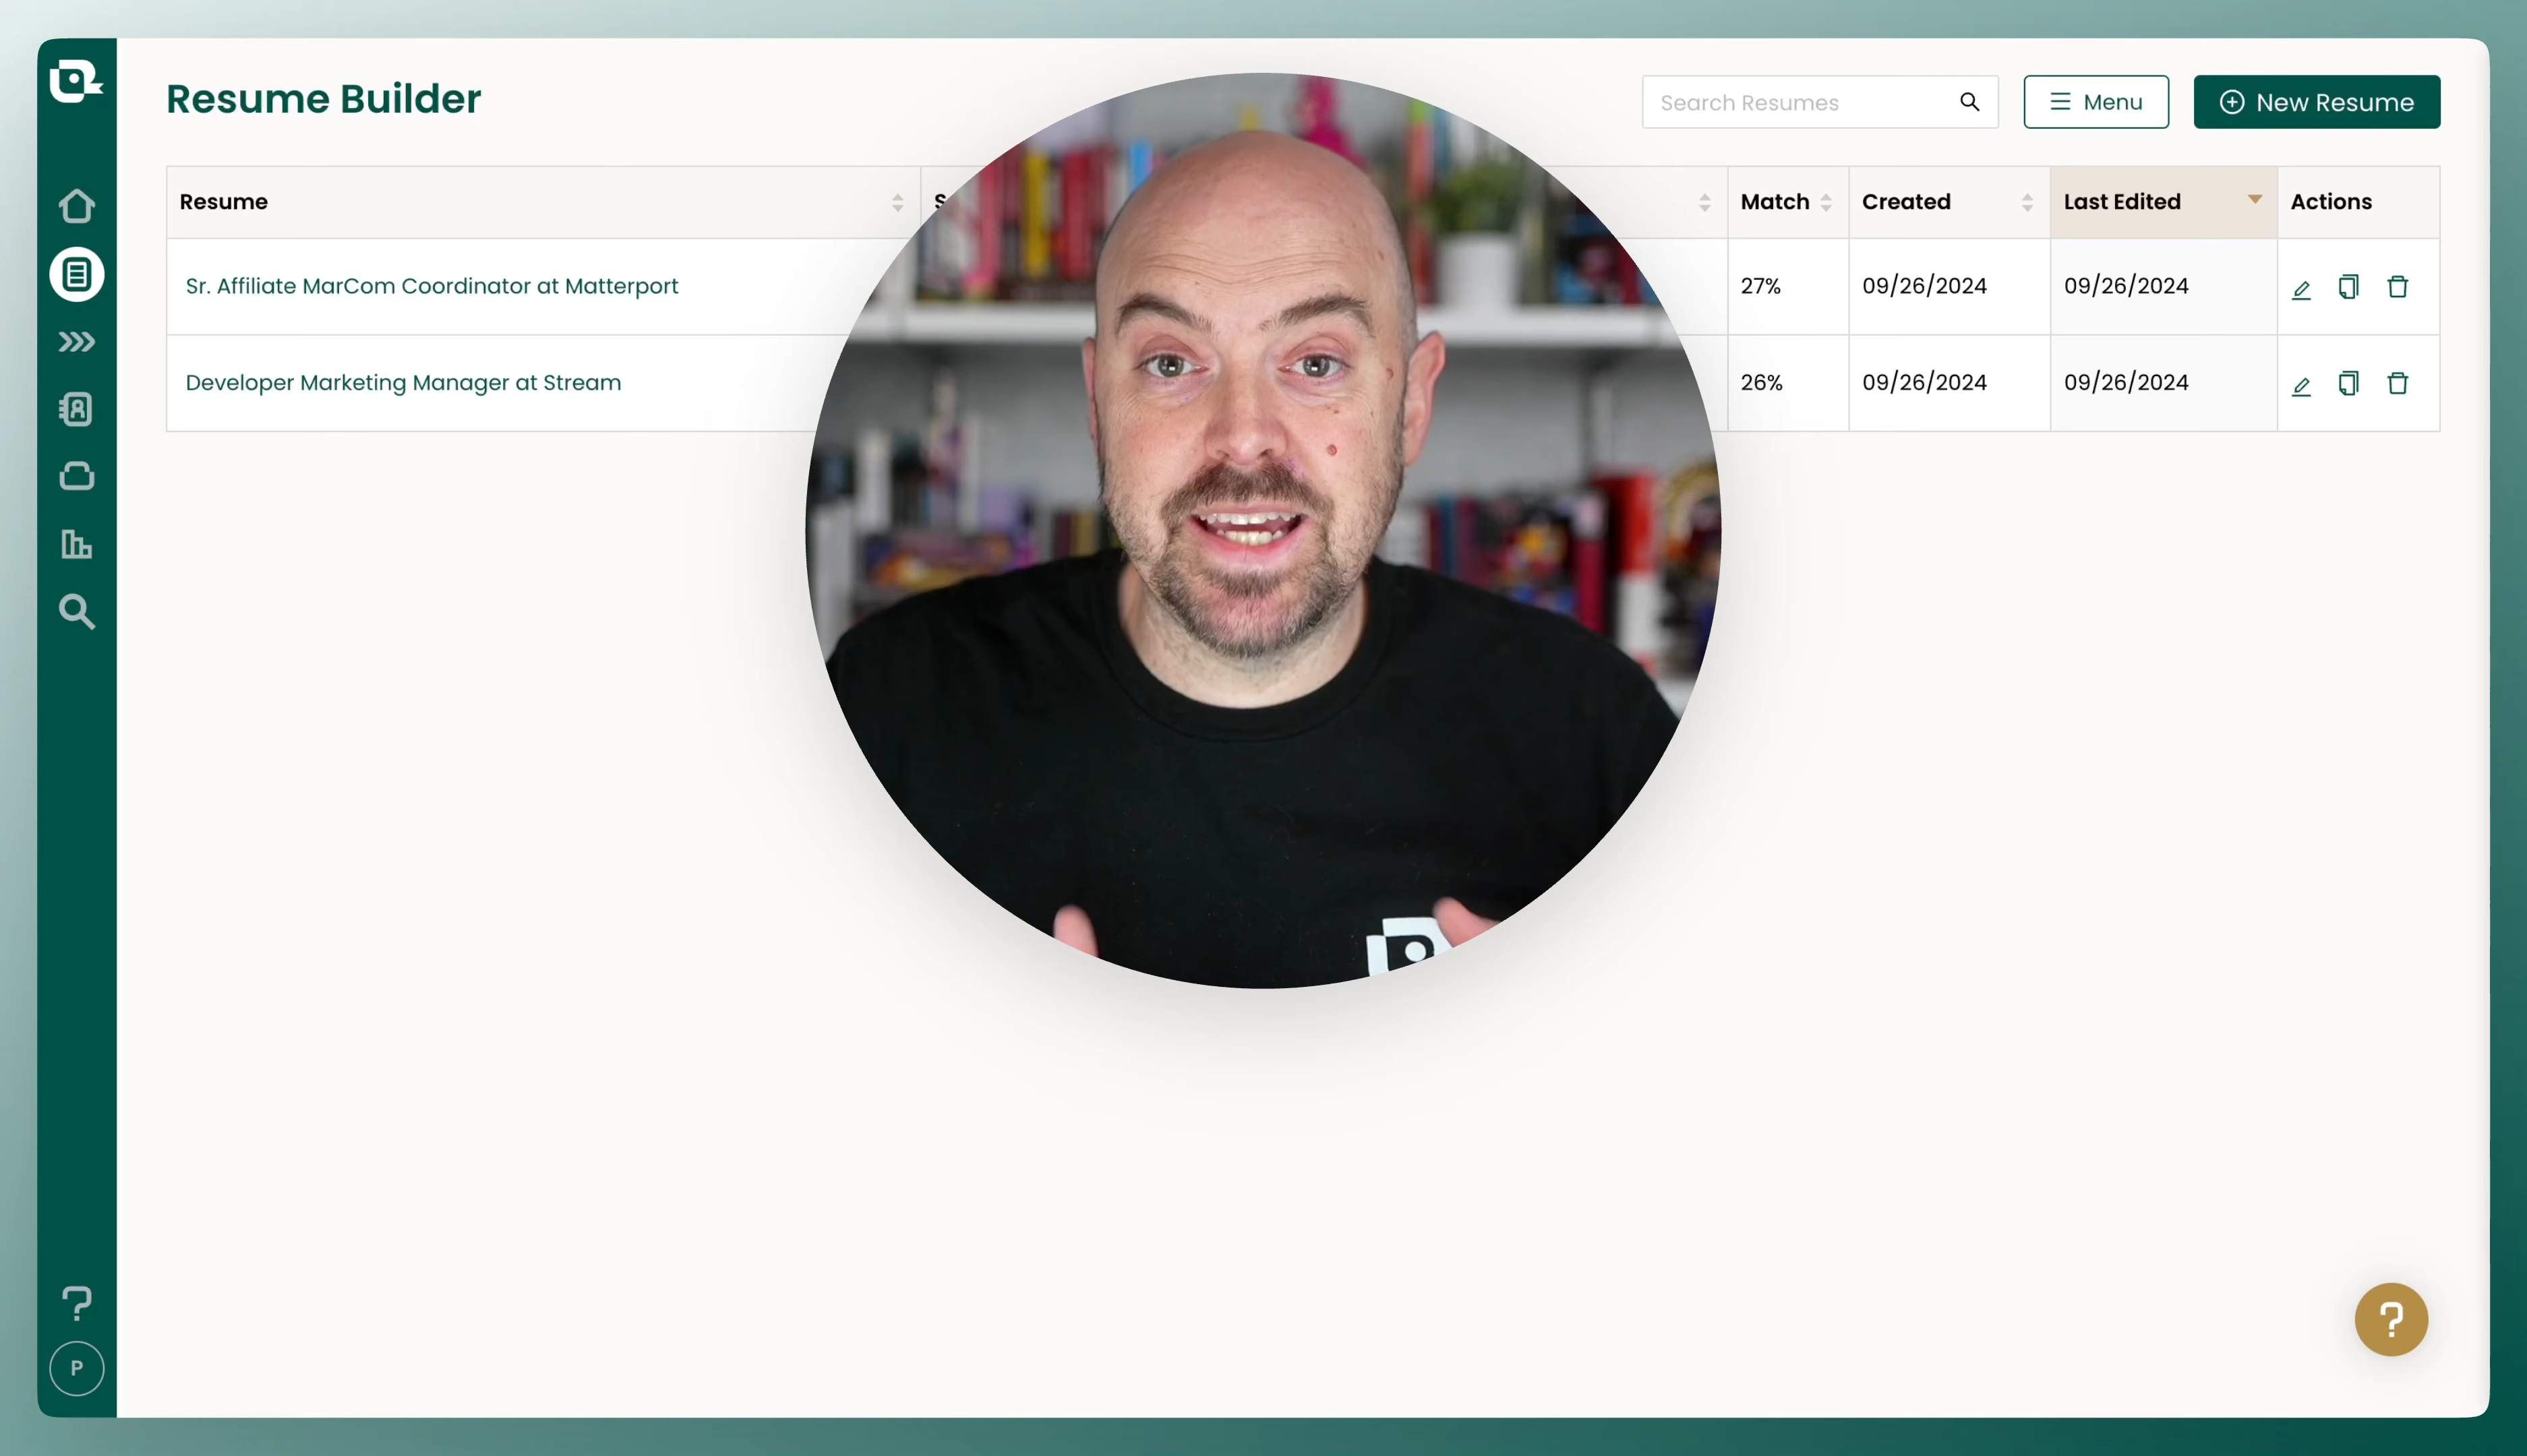 Resume Builder
Search Resumes
Menu
New Resume
Resume
Match
Created
Last Edited
Actions
Sr. Affiliate MarCom Coordinator at Matterport
27%
09/26/2024
09/26/2024
Developer Marketing Manager at Stream
26%
09/26/2024
09/26/2024
?
P
?